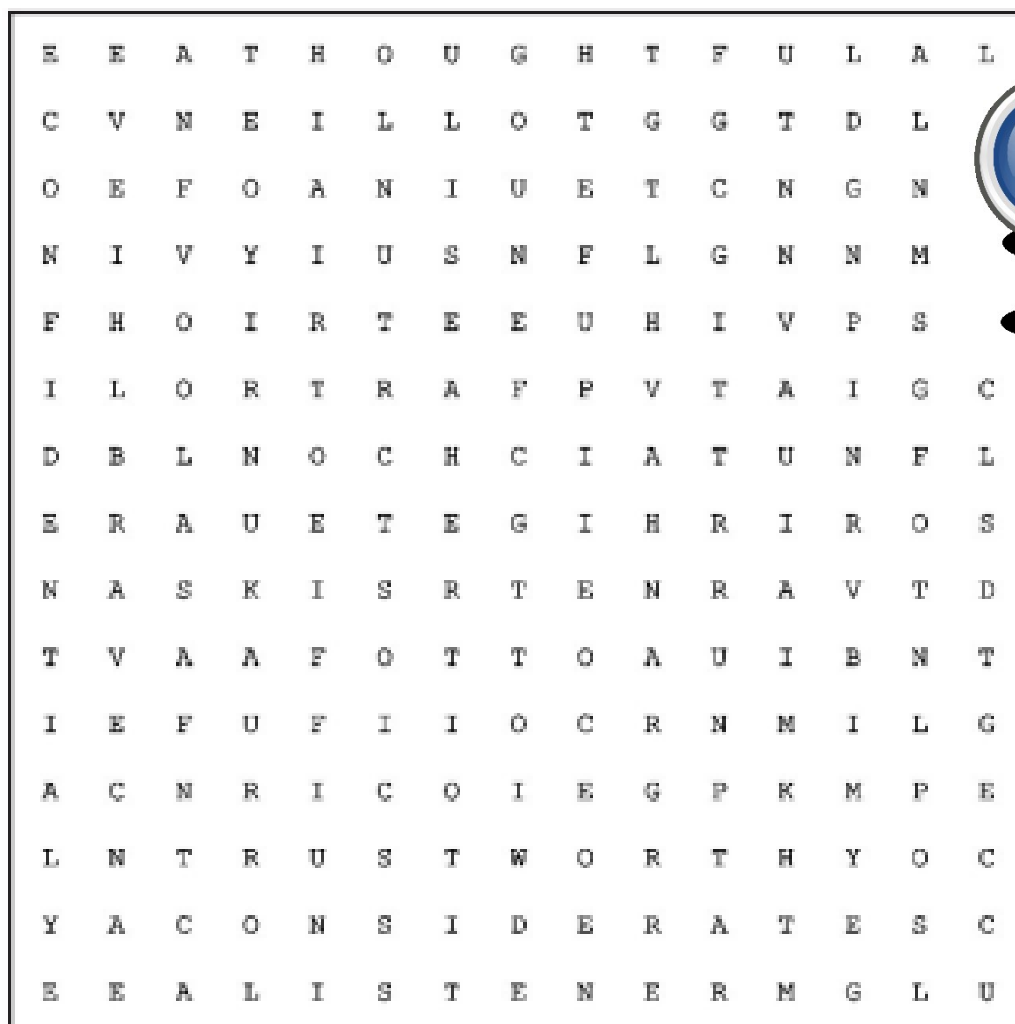 E E A T H O U G H T F U L A L
C V N E I L L O T G G T D L
O E F O A N I U E T C N G N
N I V Y I U S N F L G N N M
F H O I R T E E U H I V P S
I L O R T R A F P V T A I G C
D B L N O C H C I A T U N F L
E R A U E T E G I H R I R O S
N A S K I S R T E N R A V T D
T V A A F O T T O A U I B N T
I E F U F I I O C R N M I L G
A C N R I C O I E G P K M P E
L N T R U S T W O R T H Y O C
Y A C O N S I D E R A T E S C
E E A L I S T E N E R M G L U